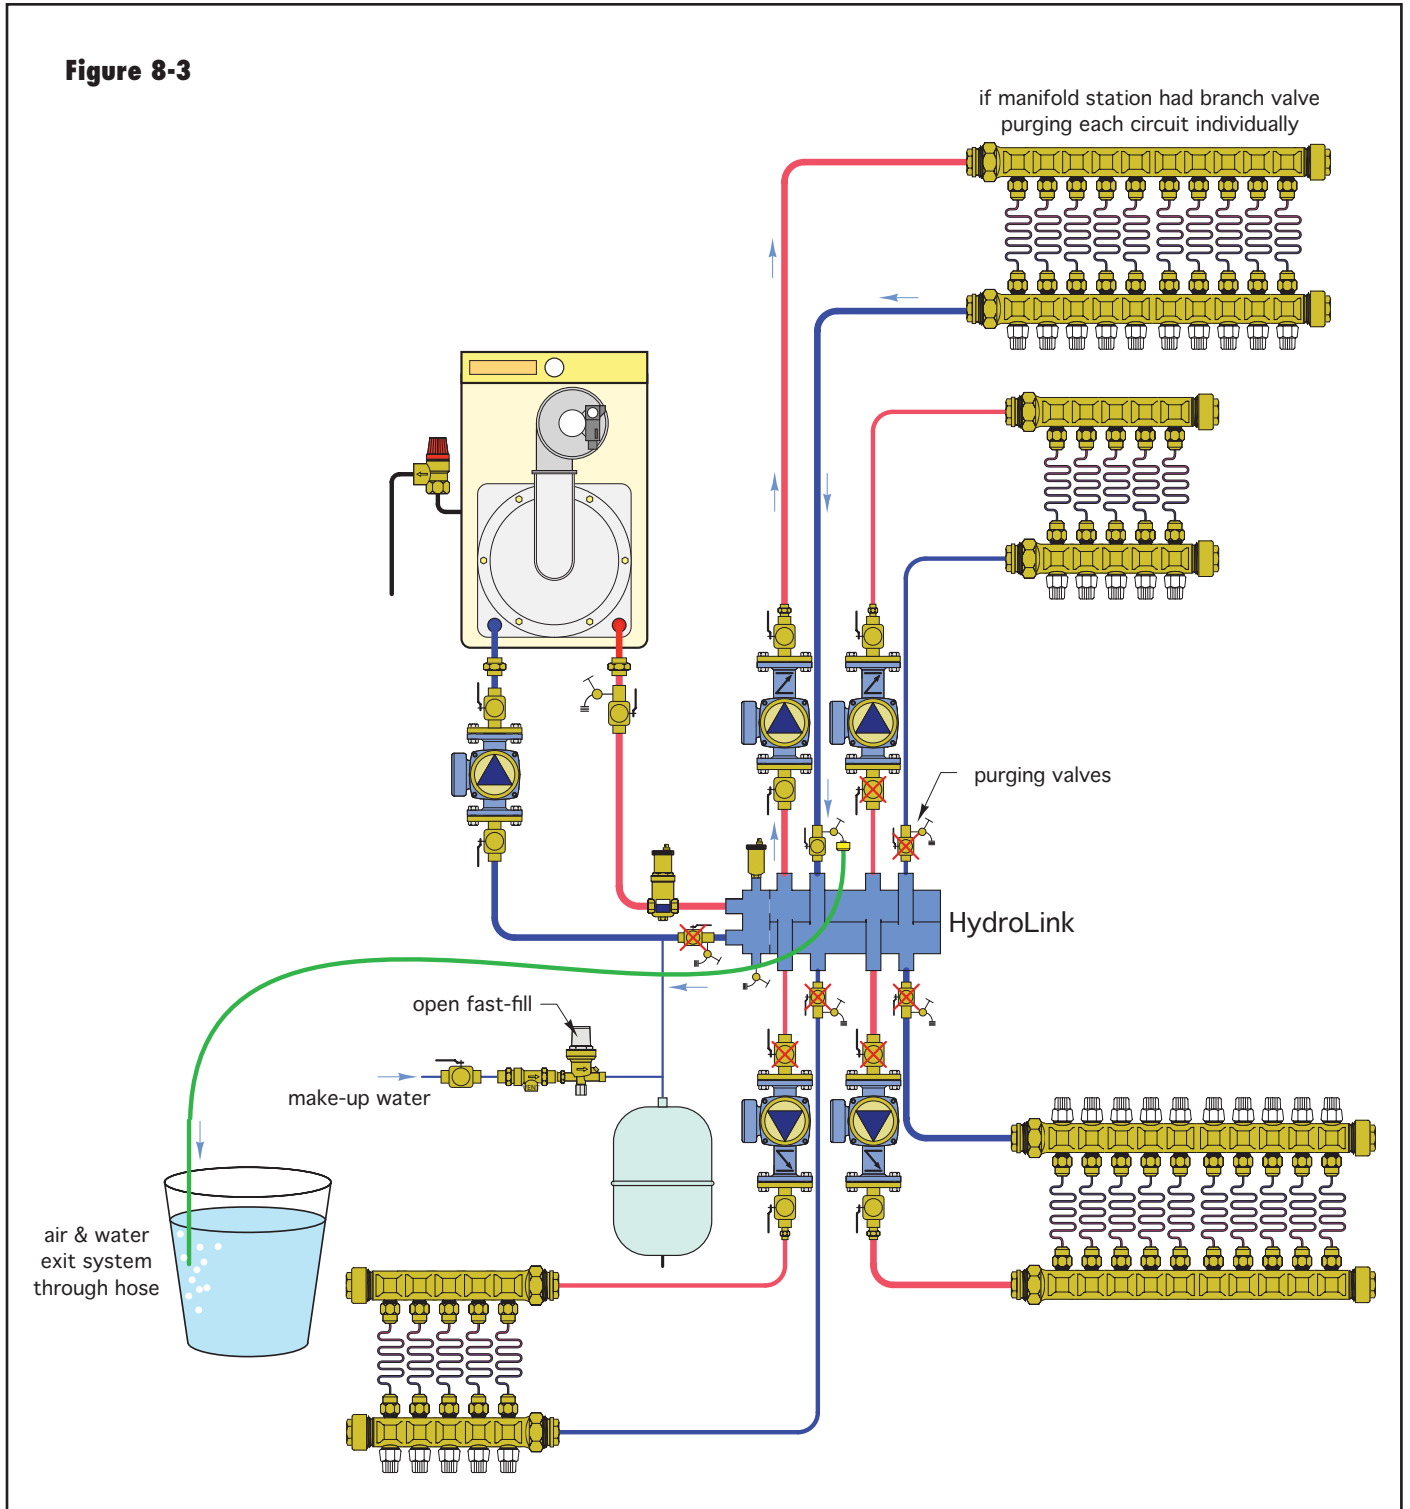 Figure 8-3
if manifold station had branch valve
purging each circuit individually
purging valves
HydroLink
open fast-fill
make-up water
air & water
exit system
through hose